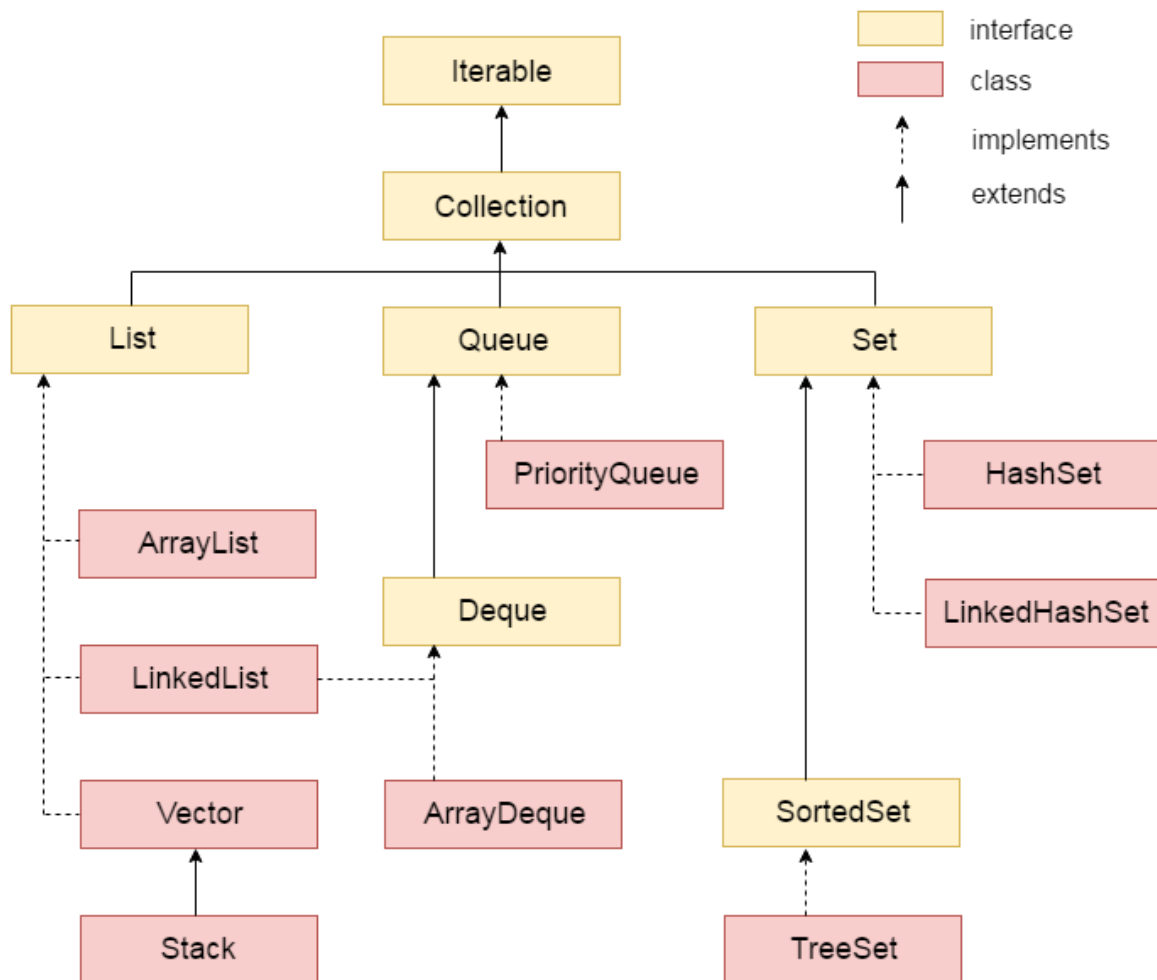 interface
Iterable
class
implements
Collection
extends
List
Queue
Set
PriorityQueue
HashSet
ArrayList
Deque
LinkedHashSet
LinkedList
Vector
ArrayDeque
SortedSet
Stack
TreeSet